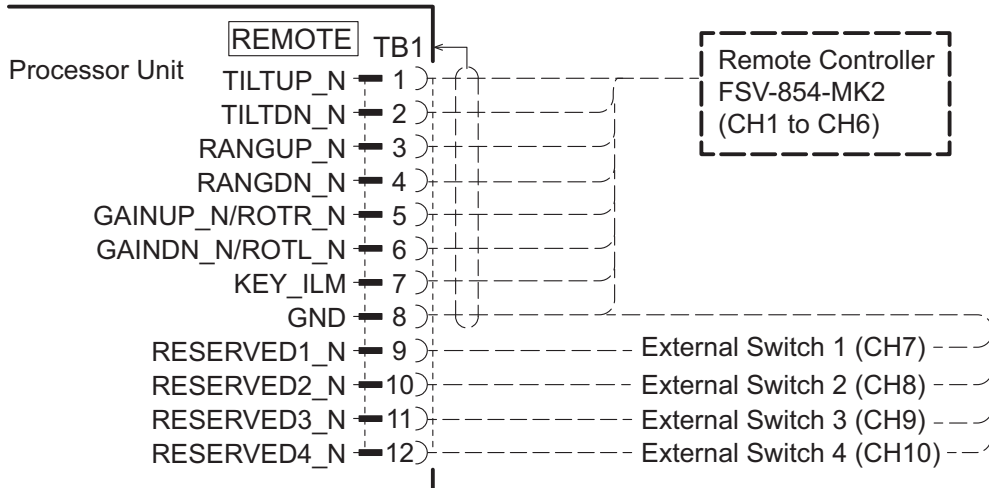 REMOTE TB1
Processor Unit
TILTUP_N 1
TILTDN_N 2
RANGUP_N 3
RANGDN_N 4
GAINUP_N/ROTR_N 5
GAINDN_N/ROTL_N 6
KEY_ILM 7
GND 8
RESERVED1_N 9
RESERVED2_N 10
RESERVED3_N 11
RESERVED4_N 12
Remote Controller
FSV-854-MK2
(CH1 to CH6)
External Switch 1 (CH7)
External Switch 2 (CH8)
External Switch 3 (CH9)
External Switch 4 (CH10)